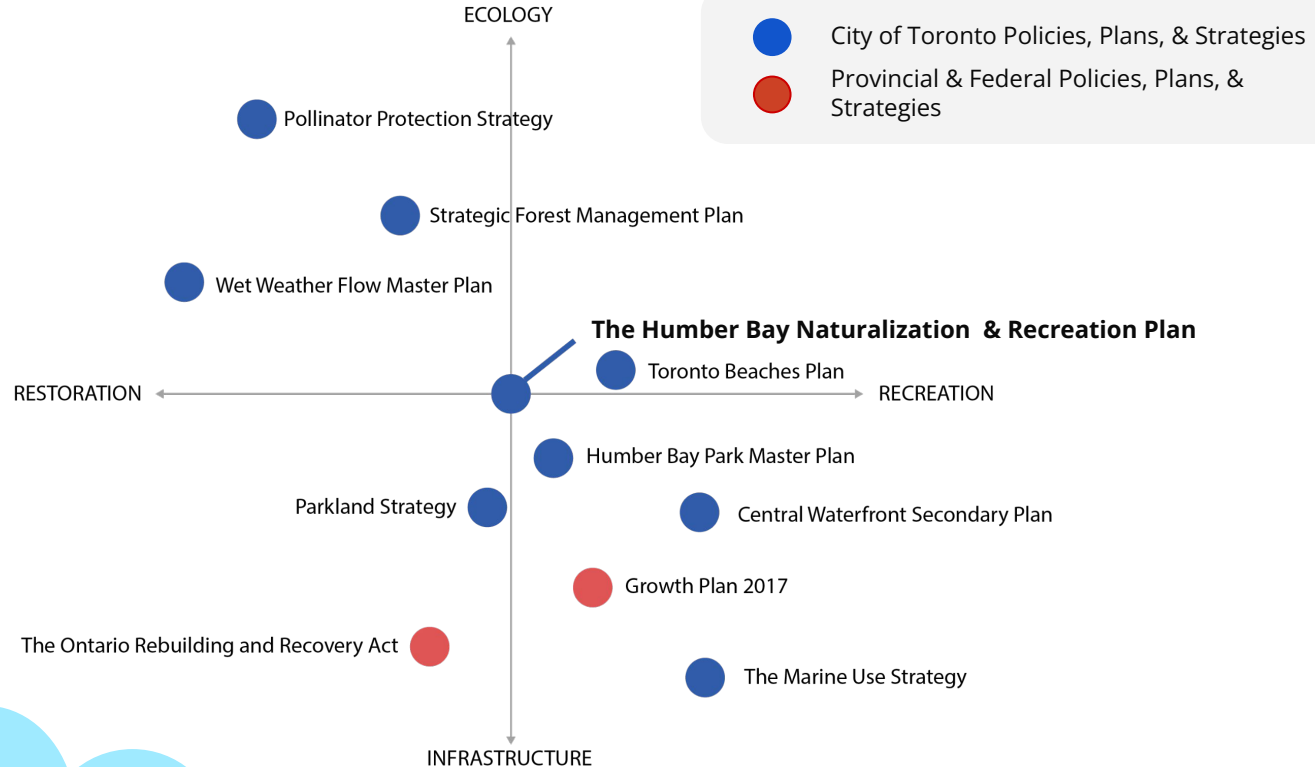 ECOLOGY
City of Toronto Policies, Plans, & Strategies
Provincial & Federal Policies, Plans, &
Strategies
Pollinator Protection Strategy
Strategic Forest Management Plan
Wet Weather Flow Master Plan
The Humber Bay Naturalization & Recreation Plan
Toronto Beaches Plan
RESTORATION
RECREATION
Humber Bay Park Master Plan
Parkland Strategy
Central Waterfront Secondary Plan
Growth Plan 2017
The Ontario Rebuilding and Recovery Act
The Marine Use Strategy
INFRASTRUCTURE